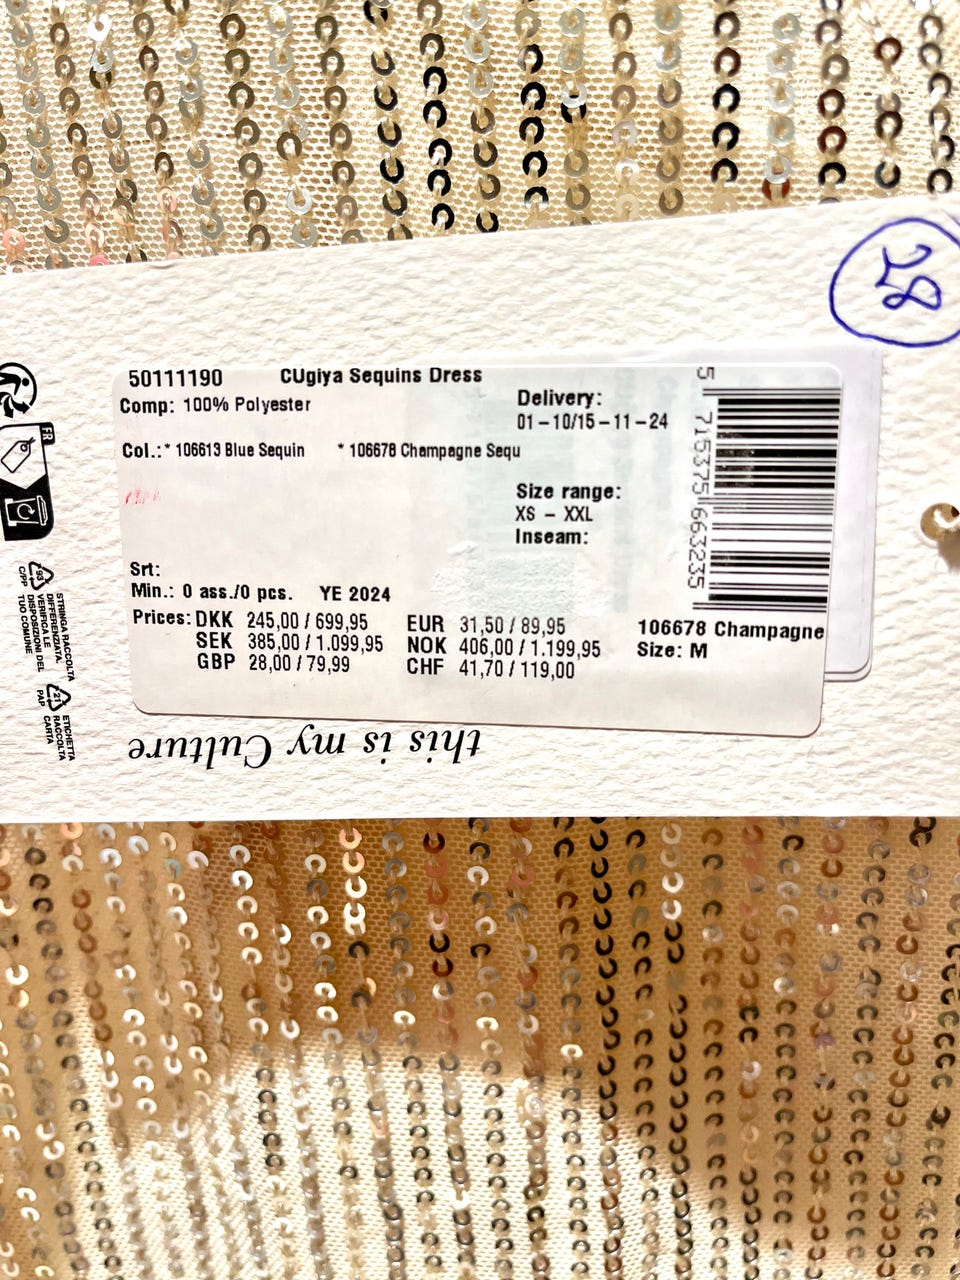 50111190 CUgiya Sequins Dress
Comp: 100% Polyester
Delivery:
01-10/15-11-24
Col.:* 106613 Blue Sequin * 106678 Champagne Sequ
Size range:
XS - XXL
Inseam:
Srt:
Min.: 0 ass./0 pcs. YE 2024
Prices: DKK 245,00 / 699,95 EUR 31,50 / 89,95
SEK 385,00 / 1.099,95 NOK 406,00 / 1.199,95
GBP 28,00 / 79,99 CHF 41,70 / 119,00
5 715375 663235
106678 Champagne
Size: M
this is my Culture
FR
STRINGA RACCOLTA
DIFFERENZIATA.
VERIFICA LE
DISPOSIZIONI DEL
TUO COMUNE
C/PP
ETICHETTA
RACCOLTA
CARTA
21
PAP